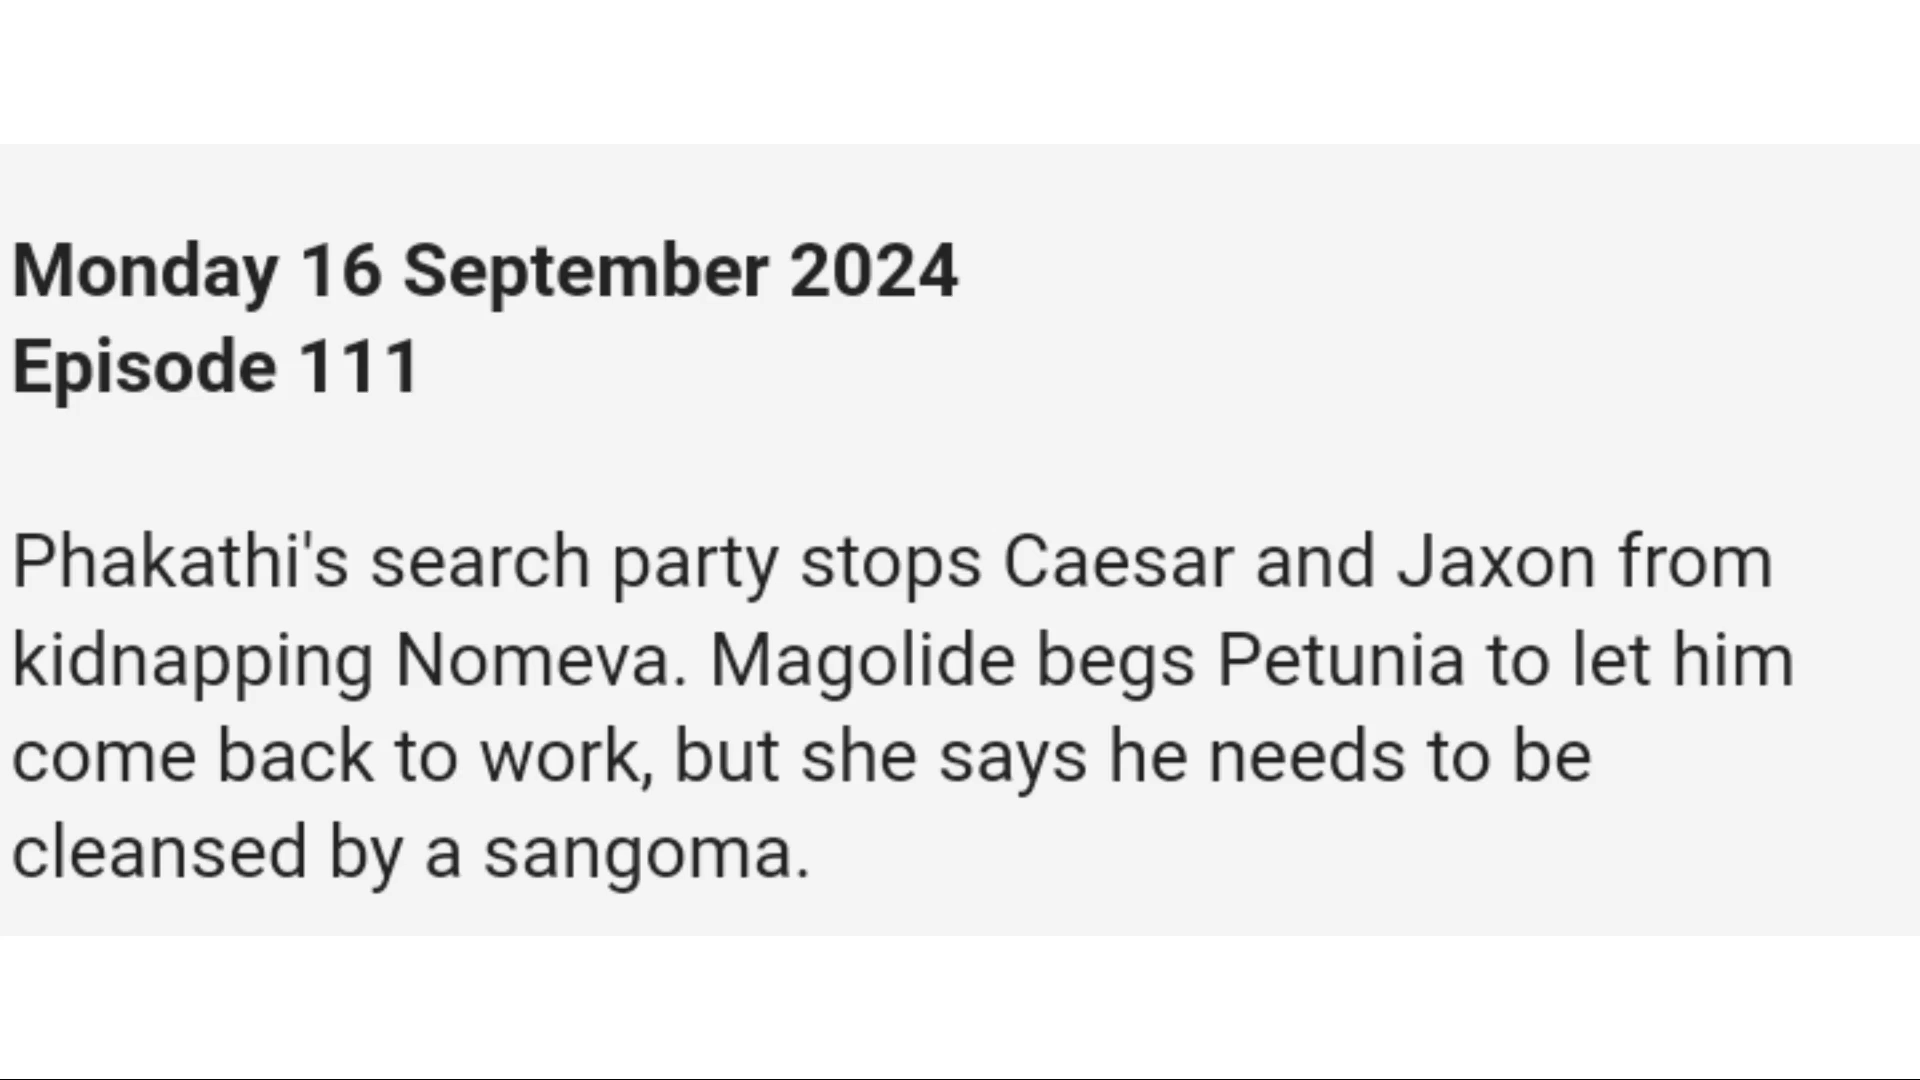 Monday 16 September 2024
Episode 111
Phakathi's search party stops Caesar and Jaxon from
kidnapping Nomeva. Magolide begs Petunia to let him
come back to work, but she says he needs to be
cleansed by a sangoma.